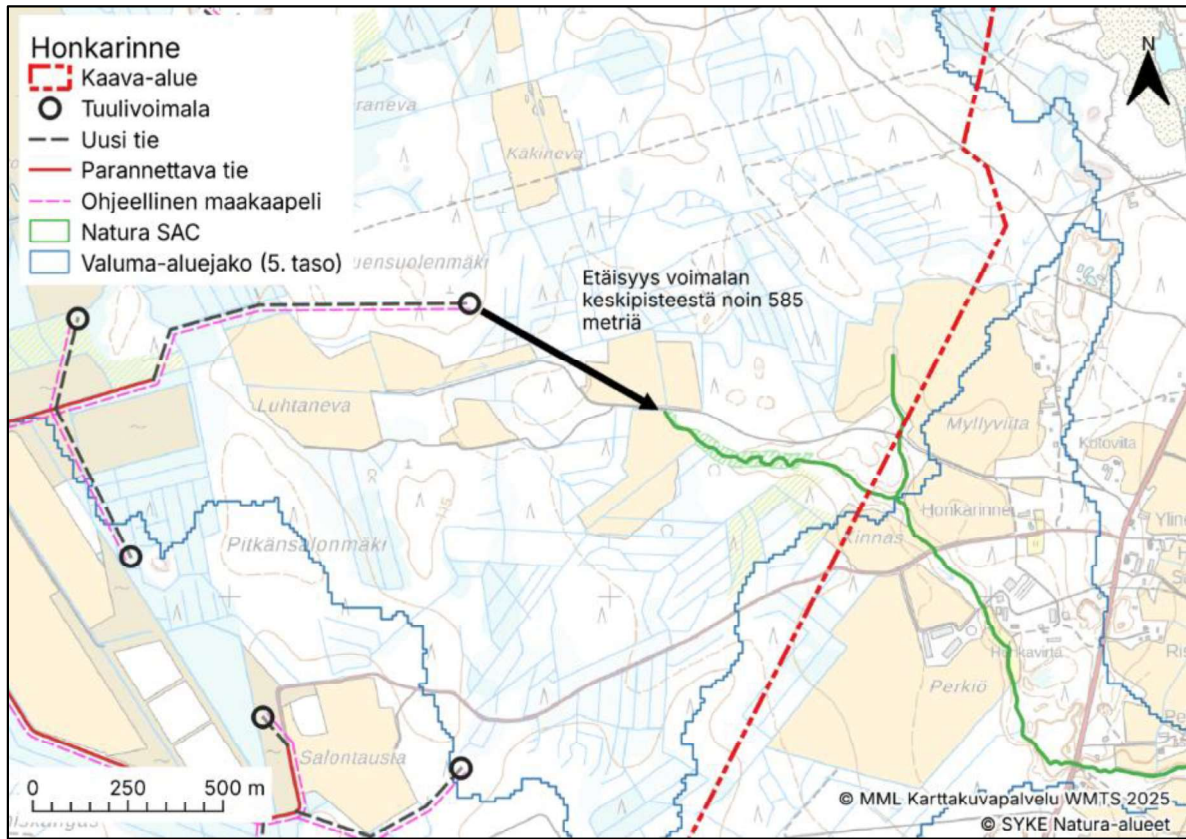 Honkarinne
Kaava-alue
Tuulivoimala
Uusi tie
Parannettava tie
Ohjeellinen maakaapeli
Natura SAC
Valuma-aluejako (5. taso)
N
Käkineva
Etäisyys voimalan
keskipisteestä noin 585
metriä
Luhtaneva
Myllyviita
Kotoviita
Pitkänsalonmäki
Honkarinne
Perkiö
Salontausta
0 250 500 m
© MML Karttakuvapalvelu WMTS 2025
© SYKE Natura-alueet